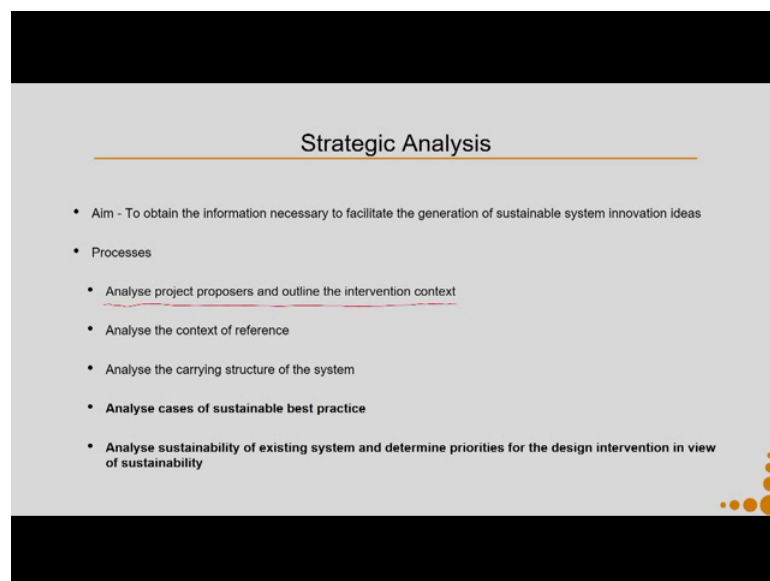 Strategic Analysis
Aim - To obtain the information necessary to facilitate the generation of sustainable system innovation ideas
Processes
Analyse project proposers and outline the intervention context
Analyse the context of reference
Analyse the carrying structure of the system
Analyse cases of sustainable best practice
Analyse sustainability of existing system and determine priorities for the design intervention in view
of sustainability